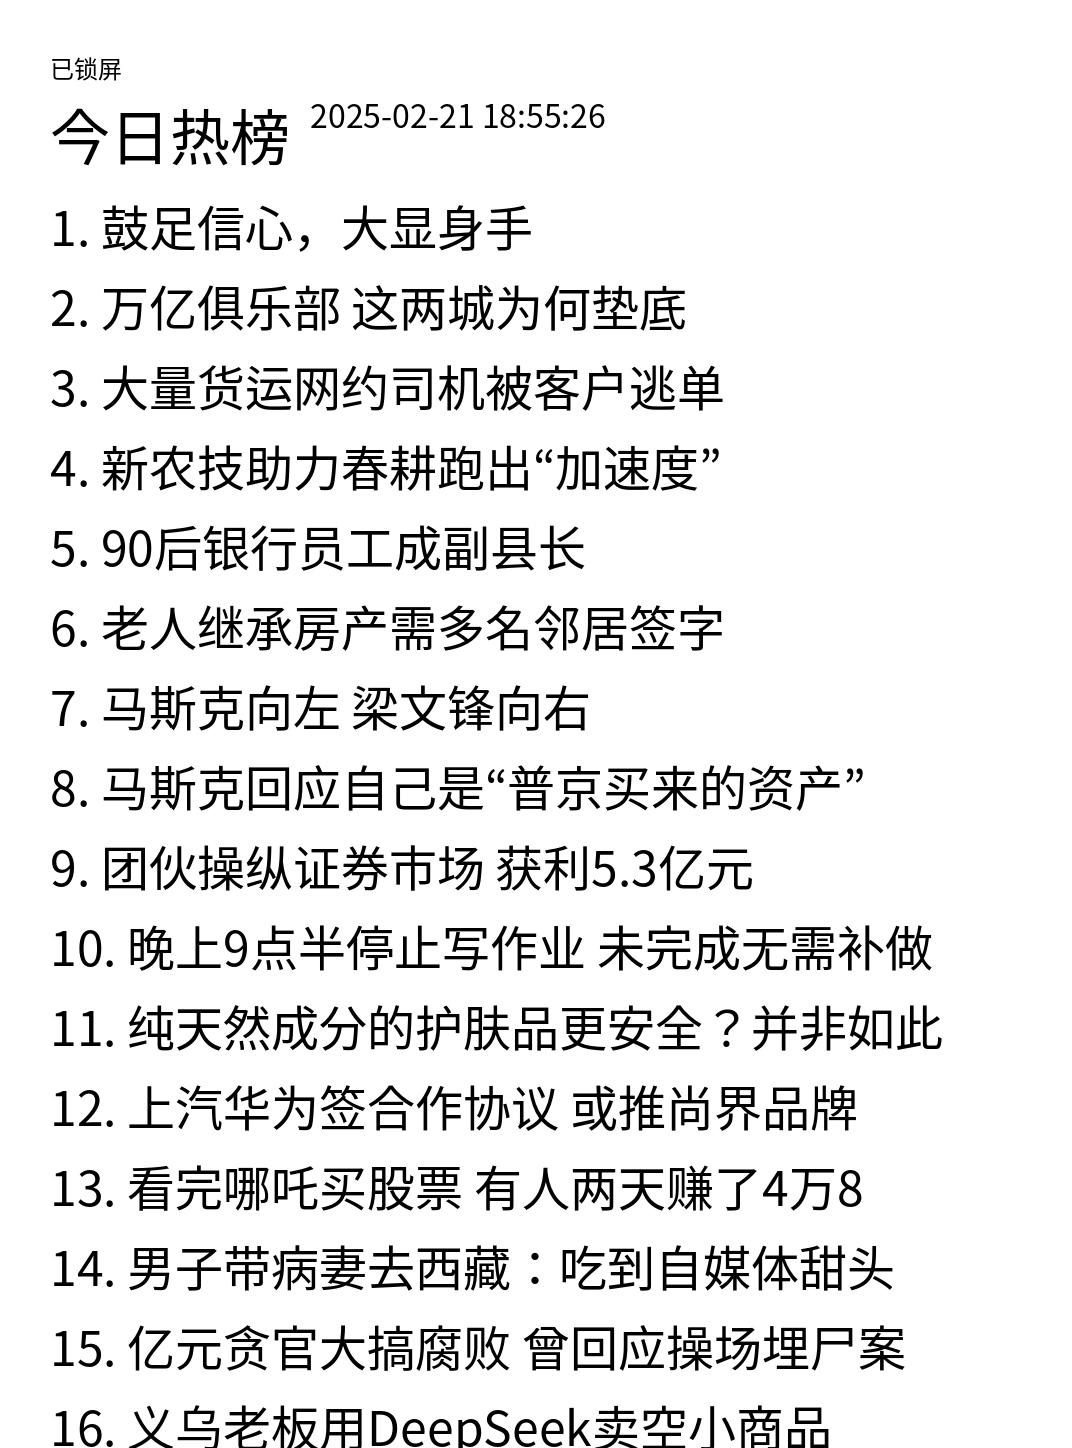 已锁屏
今日热榜 2025-02-21 18:55:26
1. 鼓足信心，大显身手
2. 万亿俱乐部 这两城为何垫底
3. 大量货运网约司机被客户逃单
4. 新农技助力春耕跑出“加速度”
5. 90后银行员工成副县长
6. 老人继承房产需多名邻居签字
7. 马斯克向左 梁文锋向右
8. 马斯克回应自己是“普京买来的资产”
9. 团伙操纵证券市场 获利5.3亿元
10. 晚上9点半停止写作业 未完成无需补做
11. 纯天然成分的护肤品更安全？并非如此
12. 上汽华为签合作协议 或推尚界品牌
13. 看完哪吒买股票 有人两天赚了4万8
14. 男子带病妻去西藏：吃到自媒体甜头
15. 亿元贪官大搞腐败 曾回应操场埋尸案
16. 义乌老板用DeepSeek卖空小商品